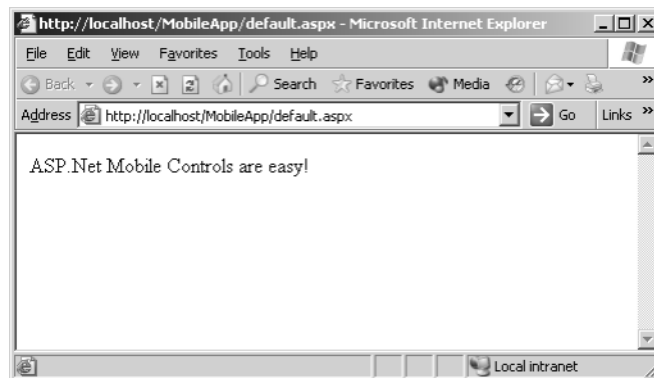 http://localhost/MobileApp/default.aspx - Microsoft Internet Explorer
File Edit View Favorites Tools Help
Back Search Favorites Media »
Address http://localhost/MobileApp/default.aspx Go Links »
ASP.Net Mobile Controls are easy!
Local intranet